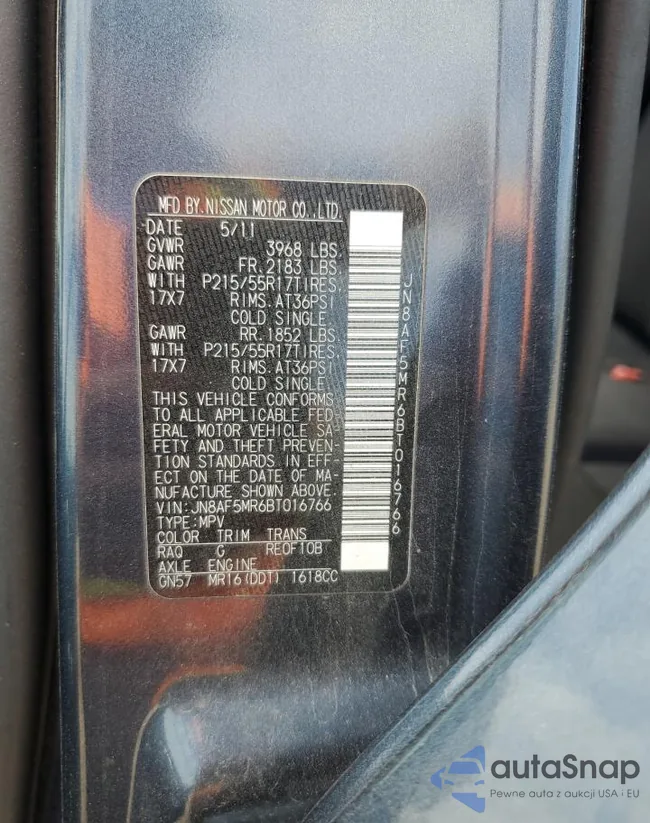 MFD BY.NISSAN MOTOR CO.,LTD.
DATE 5/11
GVWR 3968 LBS.
GAWR FR.2183 LBS.
WITH P215/55R17TIRES,
17X7 RIMS.AT36PSI
COLD SINGLE
GAWR RR.1852 LBS
WITH P215/55R17TIRES,
17X7 RIMS.AT36PSI
COLD SINGLE
THIS VEHICLE CONFORMS
TO ALL APPLICABLE FED-
ERAL MOTOR VEHICLE SA-
FETY AND THEFT PREVEN-
TION STANDARDS IN EFF-
ECT ON THE DATE OF MA-
NUFACTURE SHOWN ABOVE.
VIN:JN8AF5MR6BT016766
TYPE:MPV
COLOR TRIM TRANS
RAQ G RE0F10B
AXLE ENGINE
GN57 MR16(DDT) 1618CC
JN8AF5MR6BT016766
autaSnap
Pewne auta z aukcji USA i EU